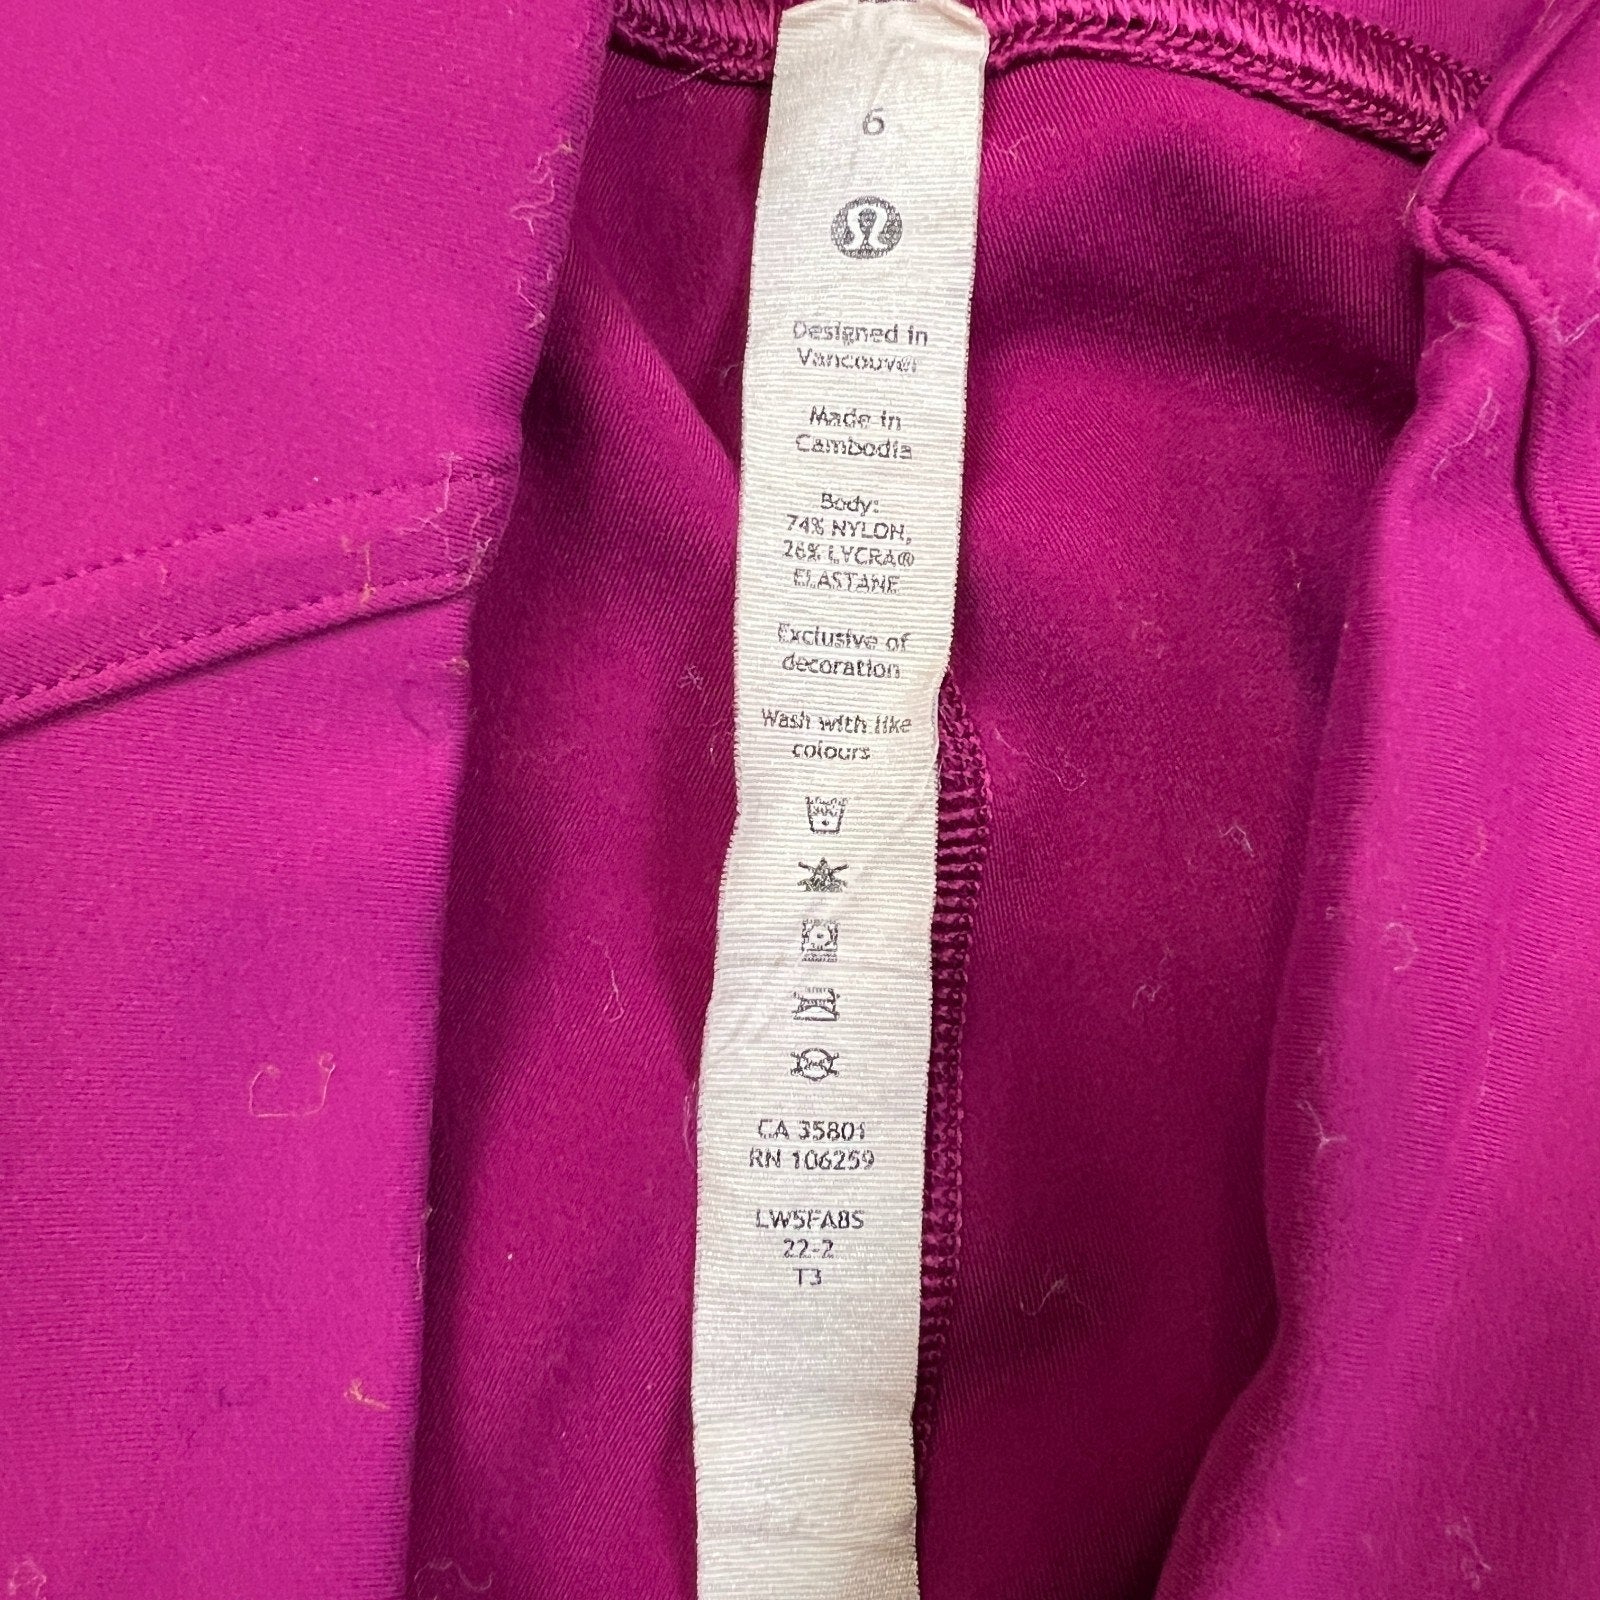 6
Designed in
Vancouver
Made in
Cambodia
Body:
74% NYLON,
26% LYCRA®
ELASTANE
Exclusive of
decoration
Wash with like
colours
CA 35801
RN 106259
LW5FABS
22-2
T3